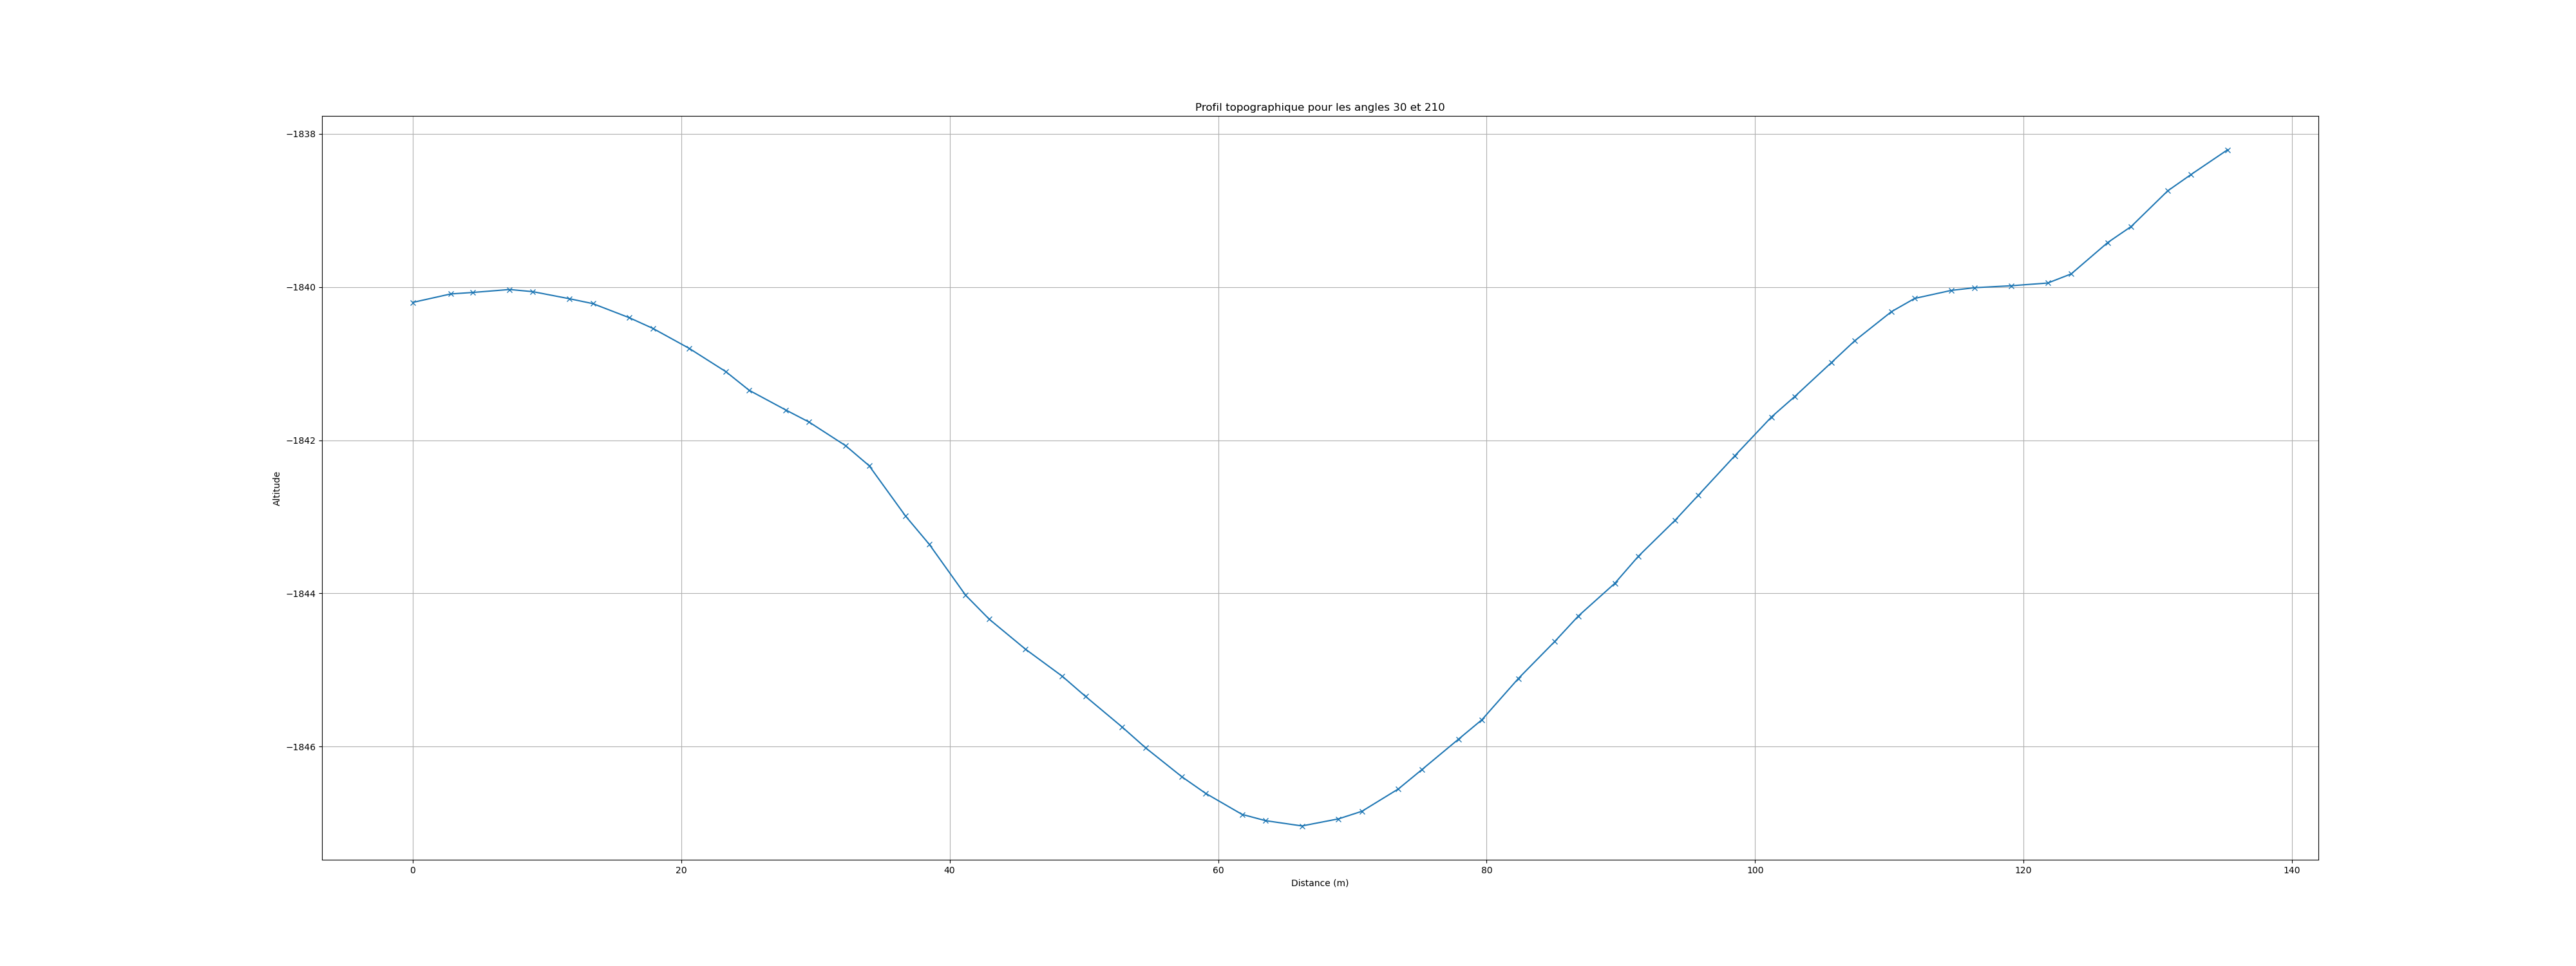 Profil topographique pour les angles 30 et 210
−1838
−1840
−1842
−1844
−1846
Altitude
0 20 40 60 80 100 120 140
Distance (m)